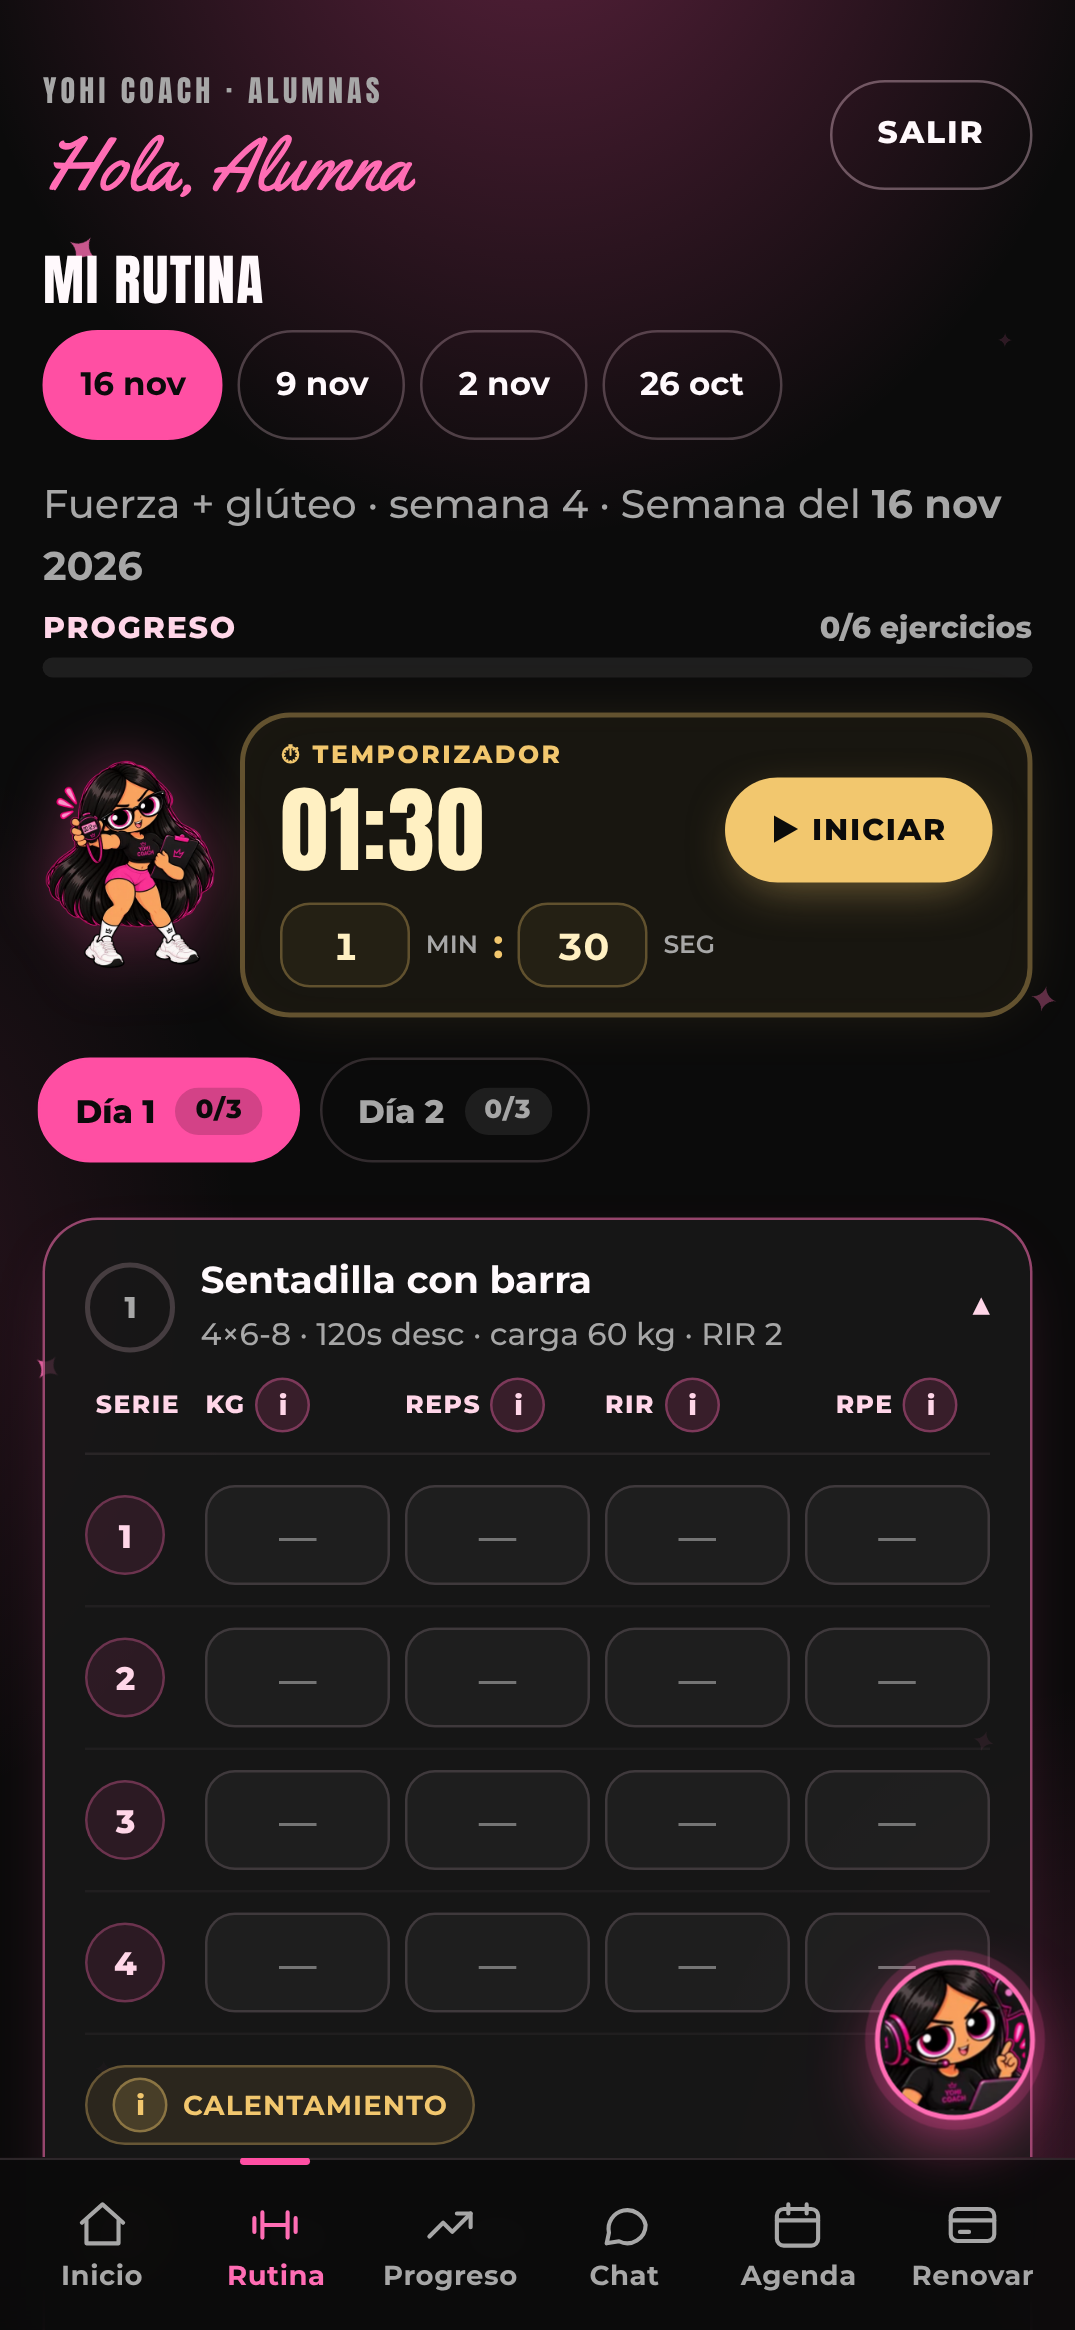 YOHI COACH · ALUMNAS
Hola, Alumna
SALIR
MI RUTINA
16 nov
9 nov
2 nov
26 oct
Fuerza + glúteo · semana 4 · Semana del 16 nov
2026
PROGRESO
0/6 ejercicios
⏱ TEMPORIZADOR
01:30
▶ INICIAR
1 MIN : 30 SEG
Día 1 0/3
Día 2 0/3
1
Sentadilla con barra
▲
4×6-8 · 120s desc · carga 60 kg · RIR 2
SERIE KG i REPS i RIR i RPE i
1 — — — —
2 — — — —
3 — — — —
4 — — — —
YOHI
COACH
i CALENTAMIENTO
Inicio
Rutina
Progreso
Chat
Agenda
Renovar